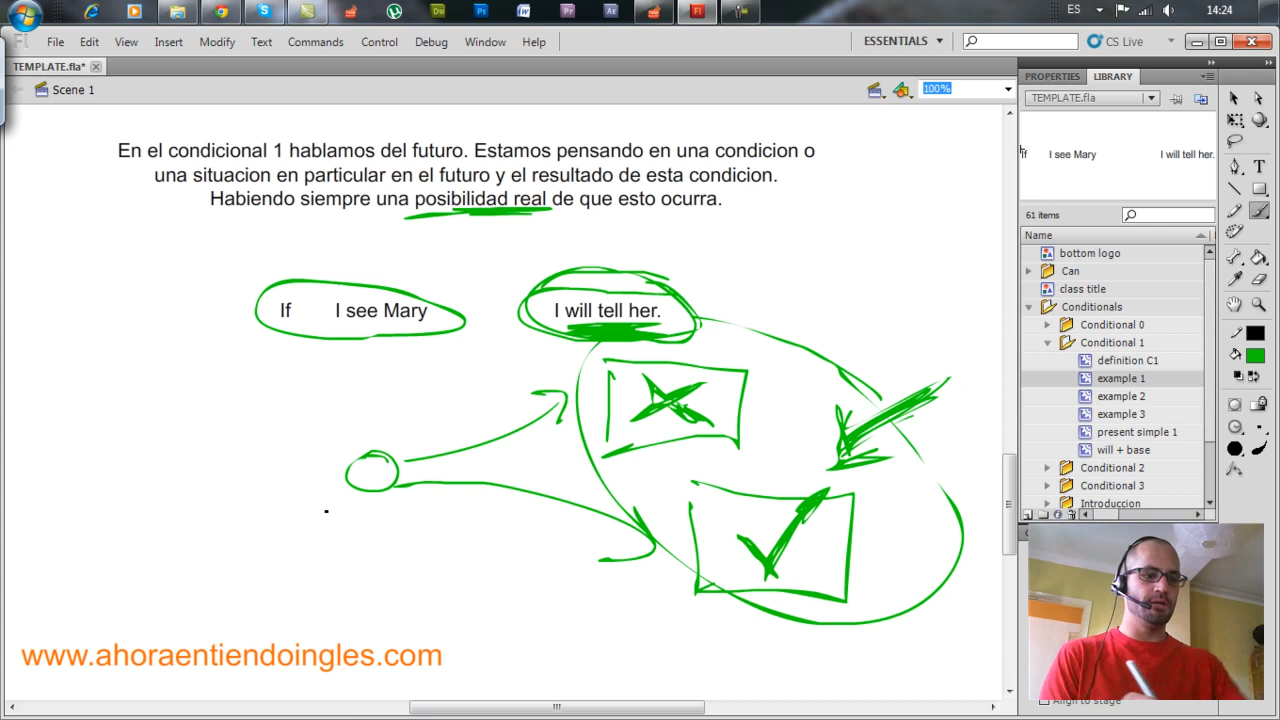 ES
14:24
File Edit View Insert Modify Text Commands Control Debug Window Help
ESSENTIALS
CS Live
TEMPLATE.fla*
Scene 1
100%
PROPERTIES LIBRARY
TEMPLATE.fla
If I see Mary I will tell her.
61 items
Name
bottom logo
Can
class title
Conditionals
Conditional 0
Conditional 1
definition C1
example 1
example 2
example 3
present simple 1
will + base
Conditional 2
Conditional 3
Introduccion
Align to stage
En el condicional 1 hablamos del futuro. Estamos pensando en una condicion o
una situacion en particular en el futuro y el resultado de esta condicion.
Habiendo siempre una posibilidad real de que esto ocurra.
If I see Mary I will tell her.
www.ahoraentiendoingles.com